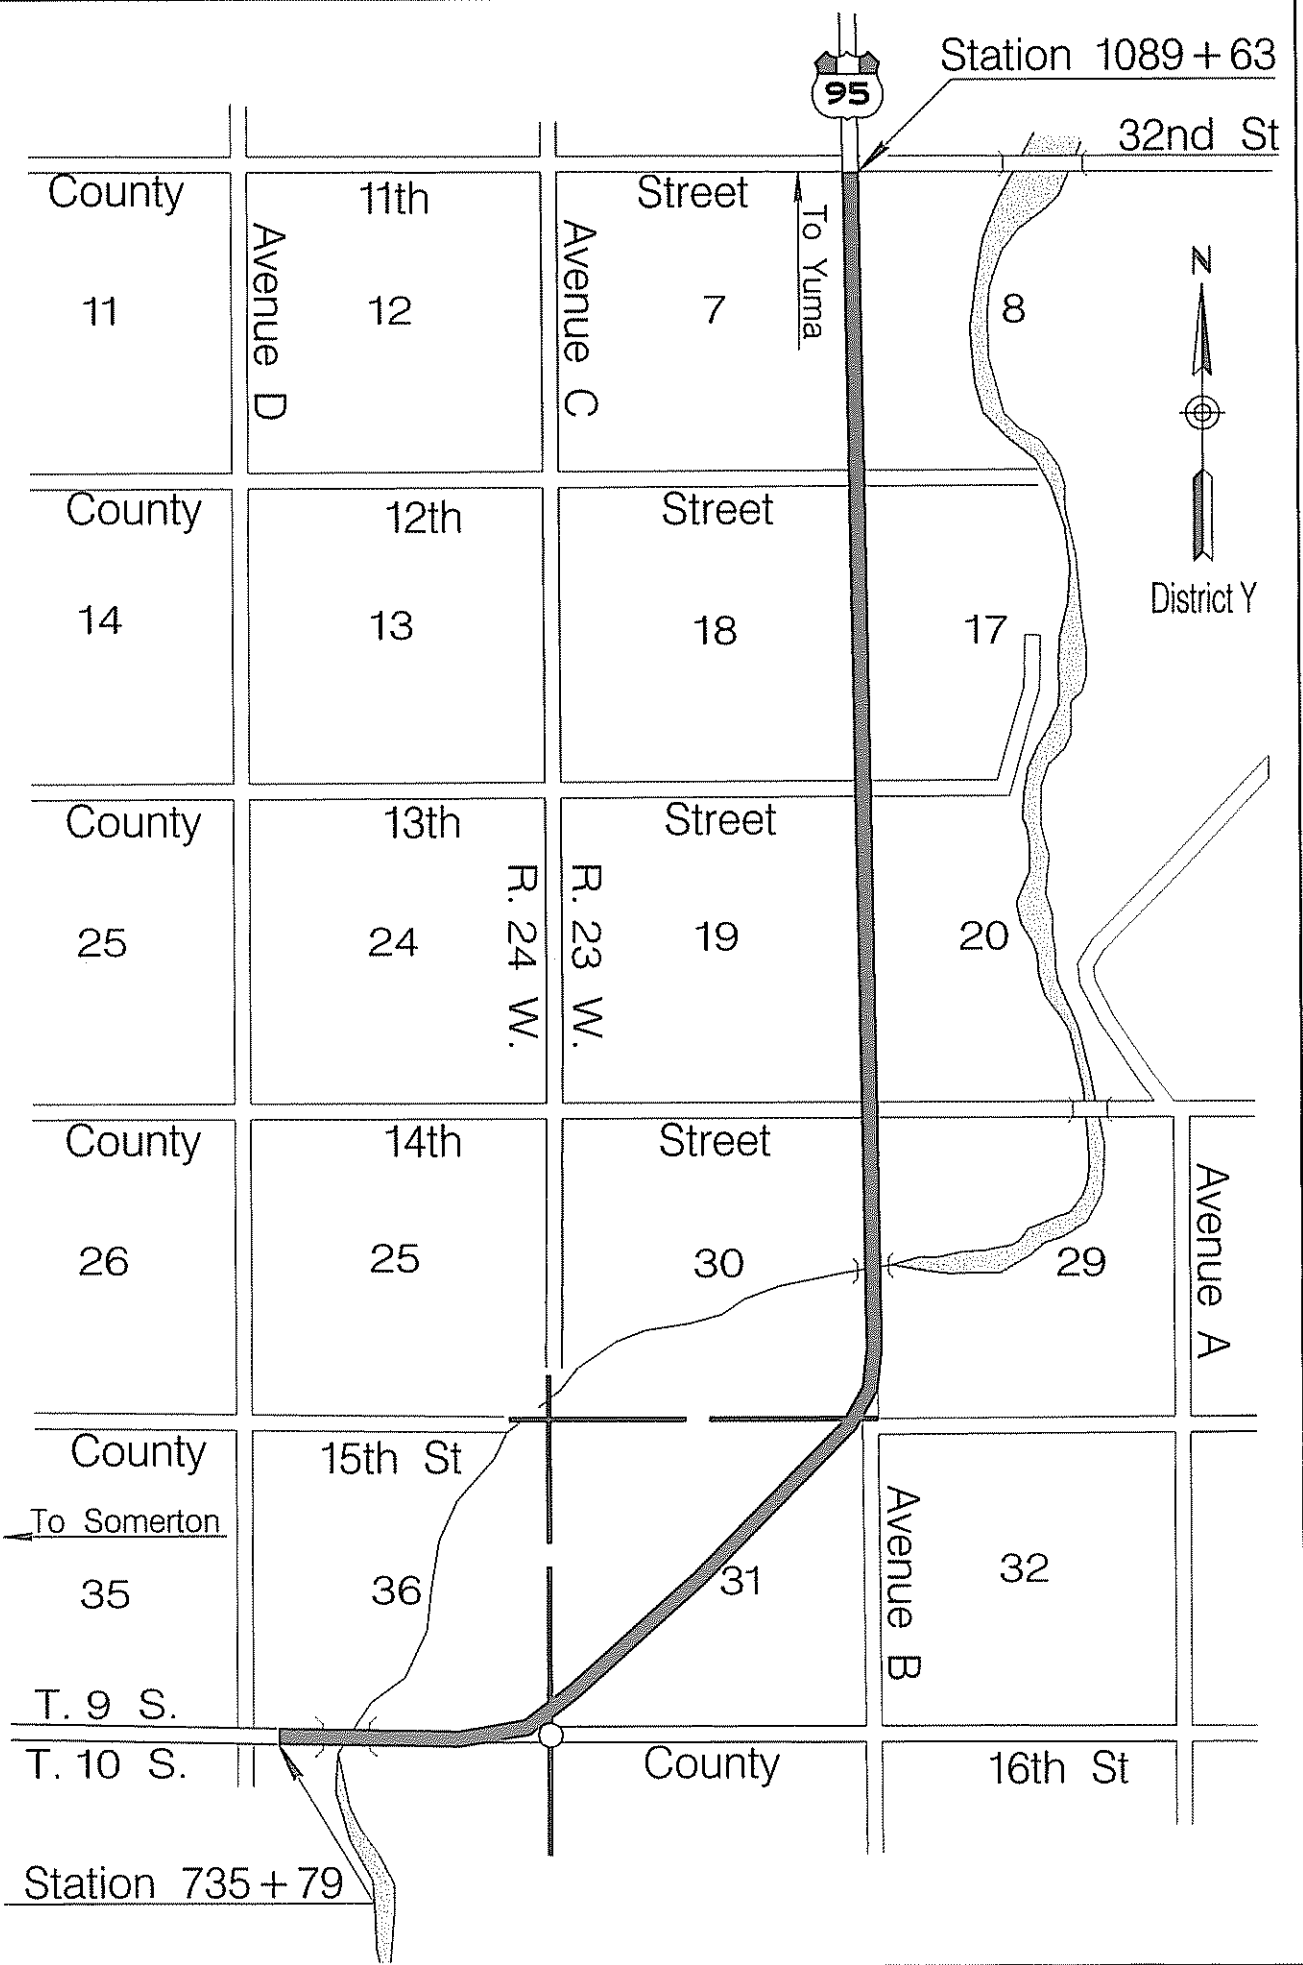 Station 1089+63
95
32nd St
County 11th Street
Avenue D
Avenue C
To Yuma
N
11 12 7 8
County 12th Street
District Y
14 13 18 17
County 13th Street
R. 24 W.
R. 23 W.
25 24 19 20
County 14th Street
Avenue A
26 25 30 29
County 15th St
To Somerton
Avenue B
35 36 31 32
T. 9 S.
T. 10 S.
County 16th St
Station 735+79